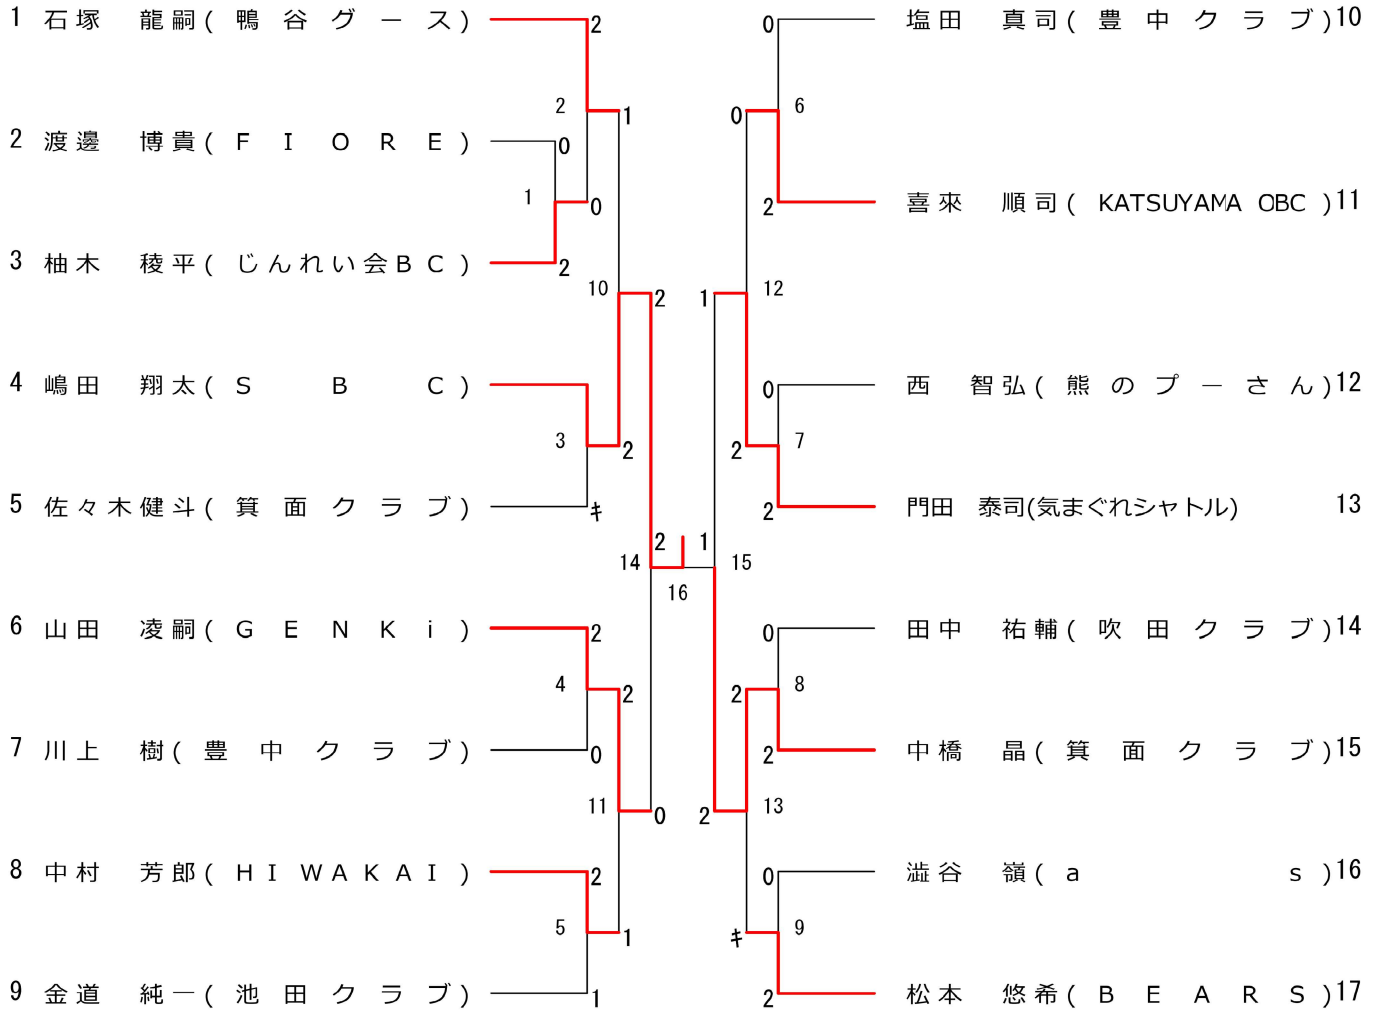 1 石塚 龍嗣(鴨谷グース) 2 0 塩田 真司(豊中クラブ)10
2 1 0 6
2 渡邊 博貴(FIORE) 0
1 0 2 喜來 順司(KATSUYAMA OBC)11
3 柚木 稜平(じんれい会BC) 2
10 2 1 12
4 嶋田 翔太(SBC) 0 西 智弘(熊のプーさん)12
3 2 2 7
5 佐々木健斗(箕面クラブ) キ 2 門田 泰司(気まぐれシャトル) 13
14 2 1 15
16
6 山田 凌嗣(GENKi) 2 0 田中 祐輔(吹田クラブ)14
4 2 2 8
7 川上 樹(豊中クラブ) 0 2 中橋 晶(箕面クラブ)15
11 0 2 13
8 中村 芳郎(HIWAKAI) 2 0 澁谷 嶺(as)16
5 1 キ 9
9 金道 純一(池田クラブ) 1 2 松本 悠希(BEARS)17